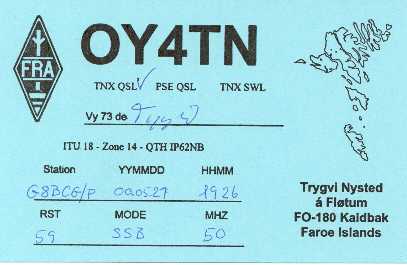 OY4TN
FRA
TNX QSL √ PSE QSL TNX SWL
Vy 73 de Tryg
ITU 18 - Zone 14 - QTH IP62NB
Station YYMMDD HHMM
G8BCG/P 000527 1926
RST MODE MHZ
59 SSB 50
Trygvi Nysted
á Fløtum
FO-180 Kaldbak
Faroe Islands